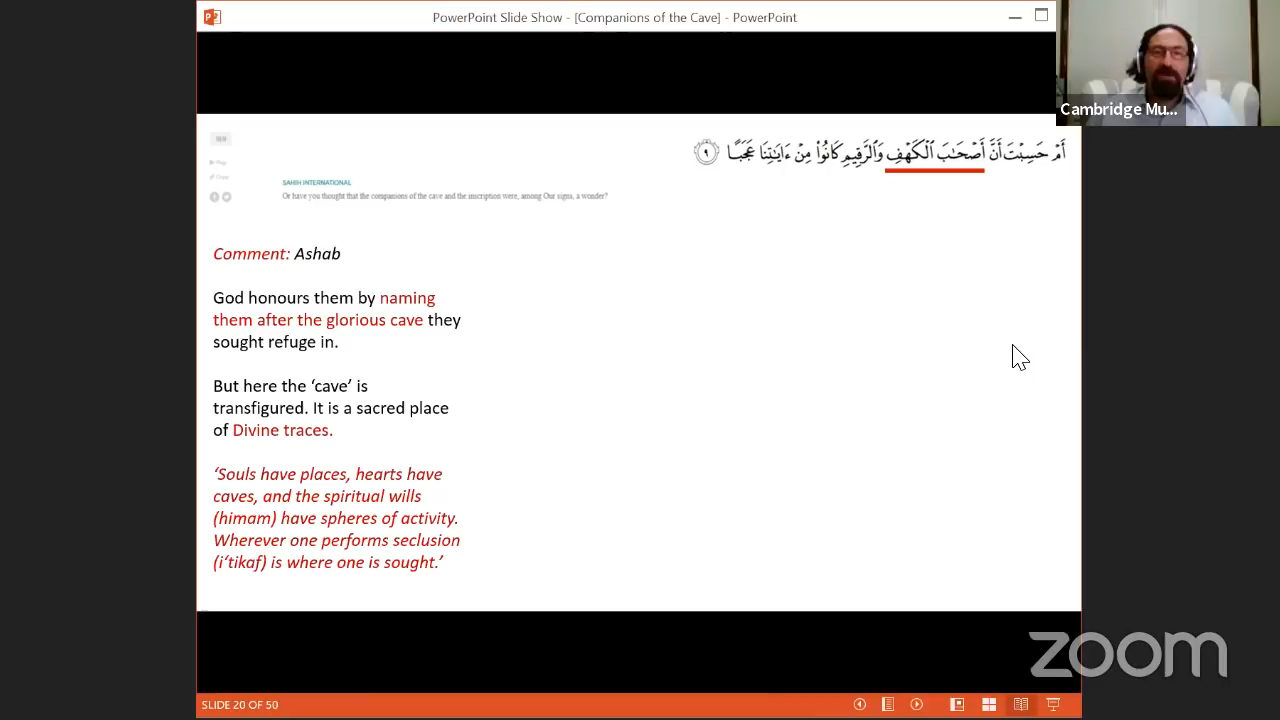 PowerPoint Slide Show - [Companions of the Cave] - PowerPoint
Cambridge Mu...
أَمْ حَسِبْتَ أَنَّ أَصْحَٰبَ ٱلْكَهْفِ وَٱلرَّقِيمِ كَانُوا۟ مِنْ ءَايَٰتِنَا عَجَبًا ٩
SAHIH INTERNATIONAL
Or have you thought that the companions of the cave and the inscription were, among Our signs, a wonder?
Comment: Ashab
God honours them by naming
them after the glorious cave they
sought refuge in.
But here the ‘cave’ is
transfigured. It is a sacred place
of Divine traces.
‘Souls have places, hearts have
caves, and the spiritual wills
(himam) have spheres of activity.
Wherever one performs seclusion
(i‘tikaf) is where one is sought.’
zoom
SLIDE 20 OF 50